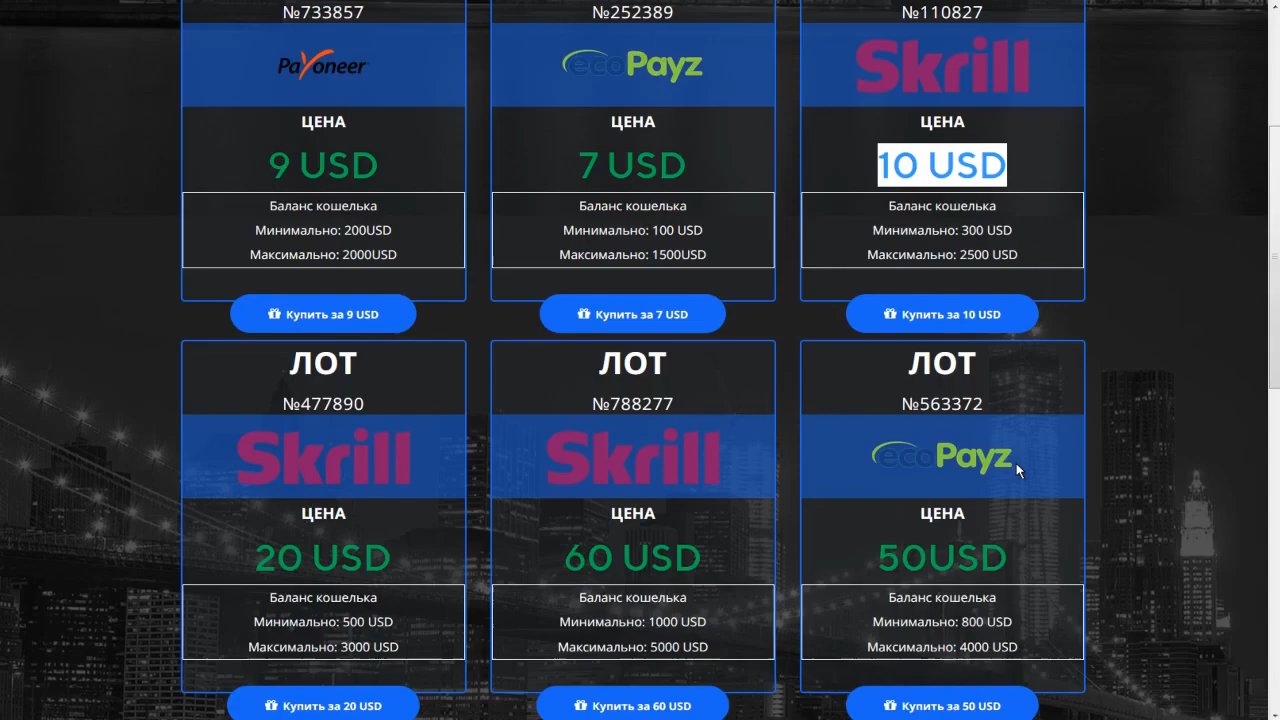 №733857
Payoneer
ЦЕНА
9 USD
Баланс кошелька
Минимально: 200USD
Максимально: 2000USD
Купить за 9 USD
№252389
ecoPayz
ЦЕНА
7 USD
Баланс кошелька
Минимально: 100 USD
Максимально: 1500USD
Купить за 7 USD
№110827
Skrill
ЦЕНА
10 USD
Баланс кошелька
Минимально: 300 USD
Максимально: 2500 USD
Купить за 10 USD
ЛОТ
№477890
Skrill
ЦЕНА
20 USD
Баланс кошелька
Минимально: 500 USD
Максимально: 3000 USD
Купить за 20 USD
ЛОТ
№788277
Skrill
ЦЕНА
60 USD
Баланс кошелька
Минимально: 1000 USD
Максимально: 5000 USD
Купить за 60 USD
ЛОТ
№563372
ecoPayz
ЦЕНА
50USD
Баланс кошелька
Минимально: 800 USD
Максимально: 4000 USD
Купить за 50 USD